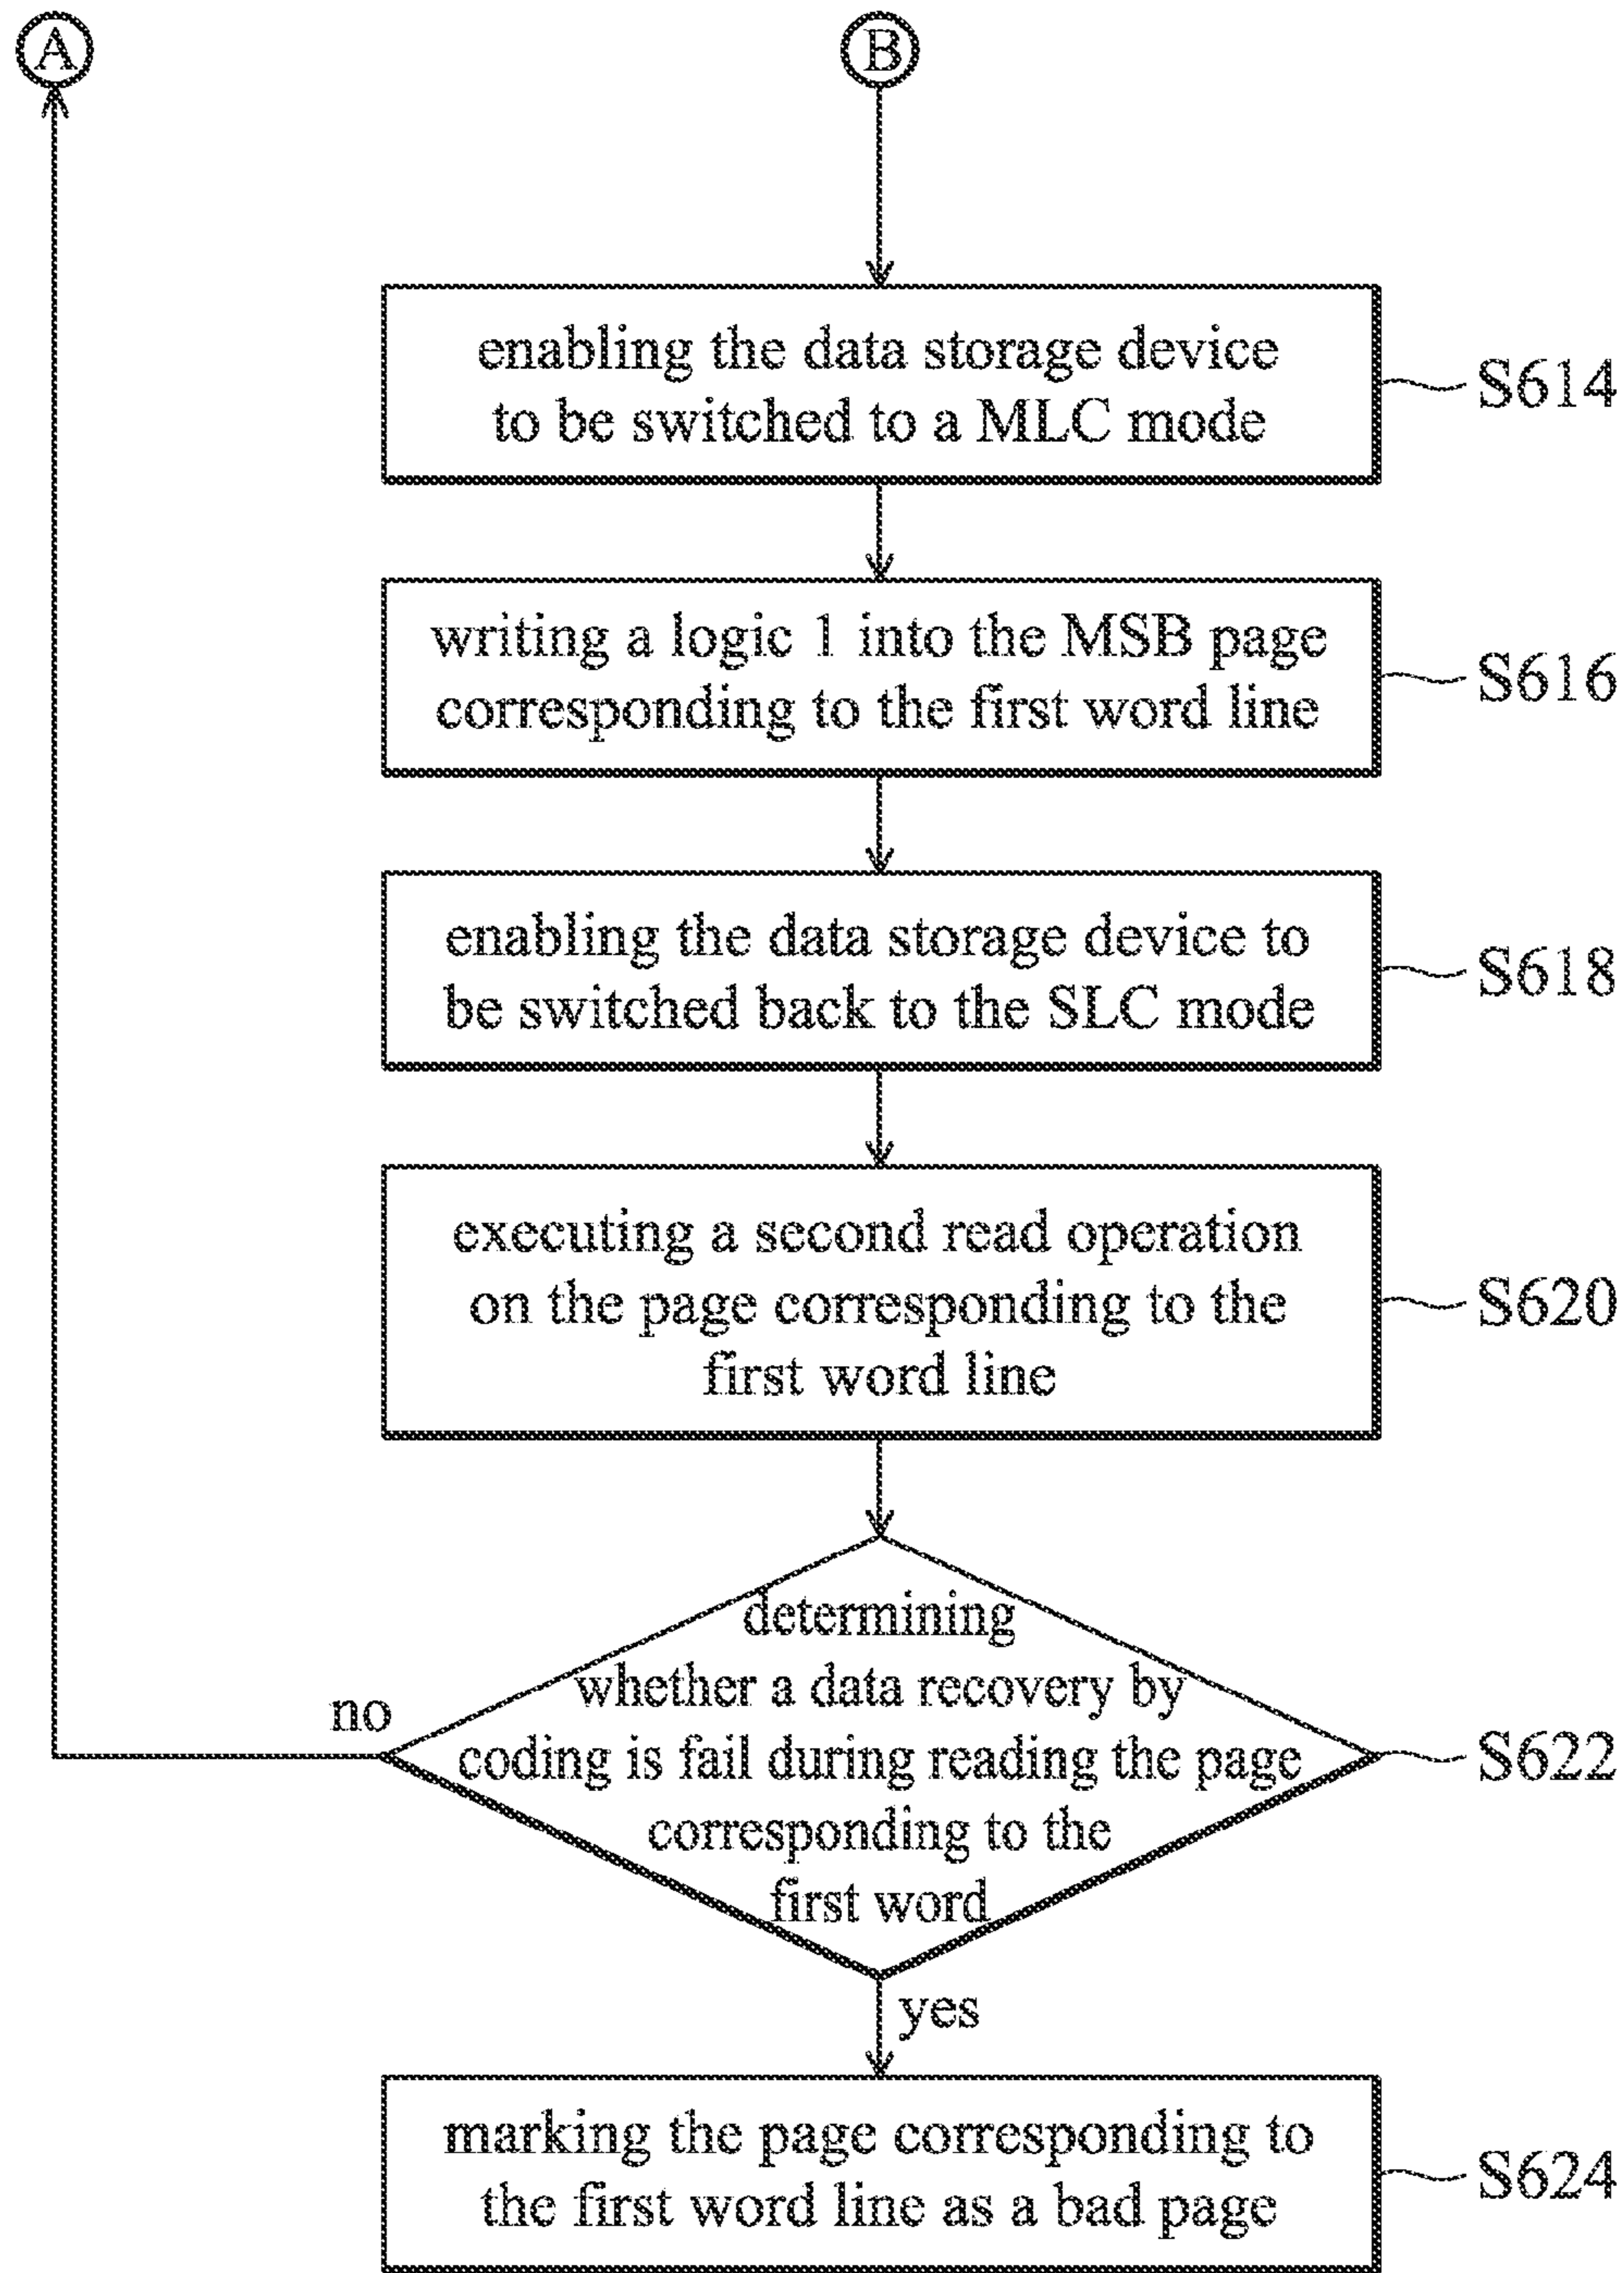 A
B
enabling the data storage device
to be switched to a MLC mode
S614
writing a logic 1 into the MSB page
corresponding to the first word line
S616
enabling the data storage device to
be switched back to the SLC mode
S618
executing a second read operation
on the page corresponding to the
first word line
S620
determining
whether a data recovery by
coding is fail during reading the page
corresponding to the
first word
S622
no
yes
marking the page corresponding to
the first word line as a bad page
S624